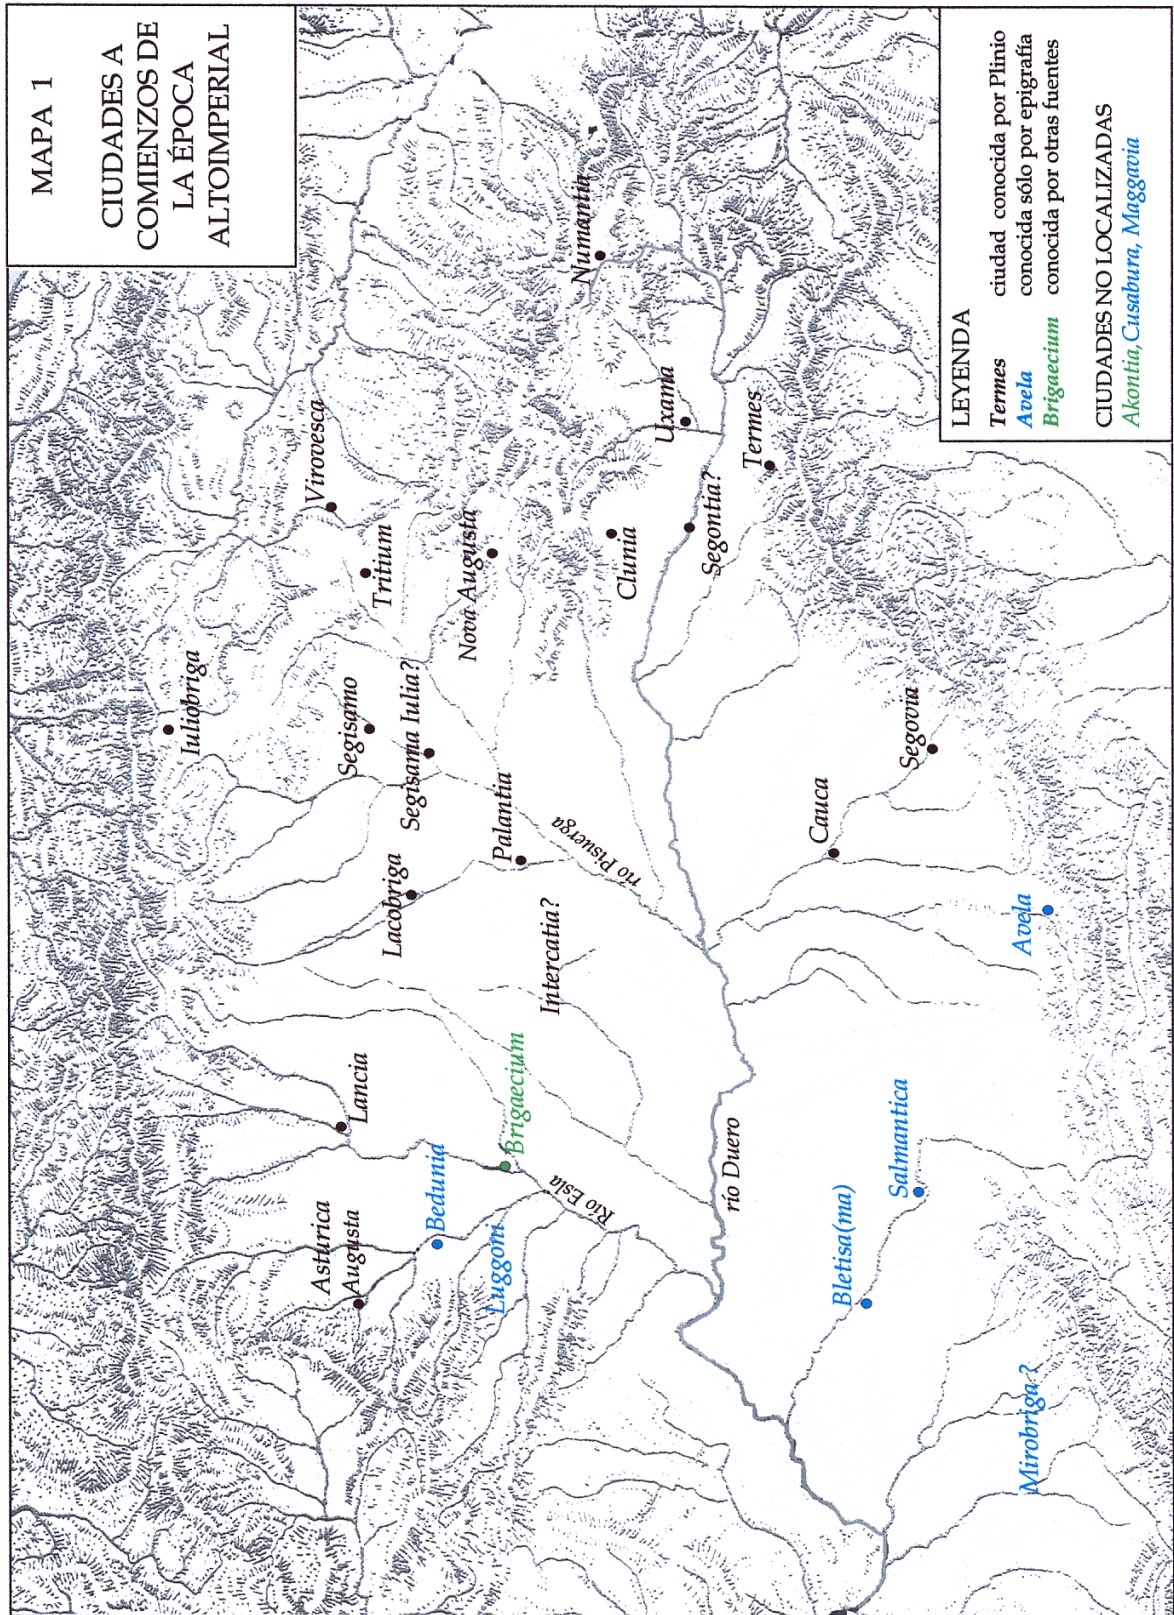 MAPA 1
CIUDADES A
COMIENZOS DE
LA ÉPOCA
ALTOIMPERIAL
Iuliobriga
Virovesca
Tritium
Segisamo
Segisama Iulia?
Nova Augusta
Numantia
Uxama
Clunia
Termes
Segontia?
Lacobriga
Palantia
río Pisuerga
Intercatia?
Lancia
Asturica
Augusta
Bedunia
Luggoni
Brigaecium
Río Esla
río Duero
Cauca
Segovia
Avela
Salmantica
Bletisa(ma)
Mirobriga ?
LEYENDA
Termes ciudad conocida por Plinio
Avela conocida sólo por epigrafía
Brigaecium conocida por otras fuentes
CIUDADES NO LOCALIZADAS
Akontia, Cusabura, Maggavia